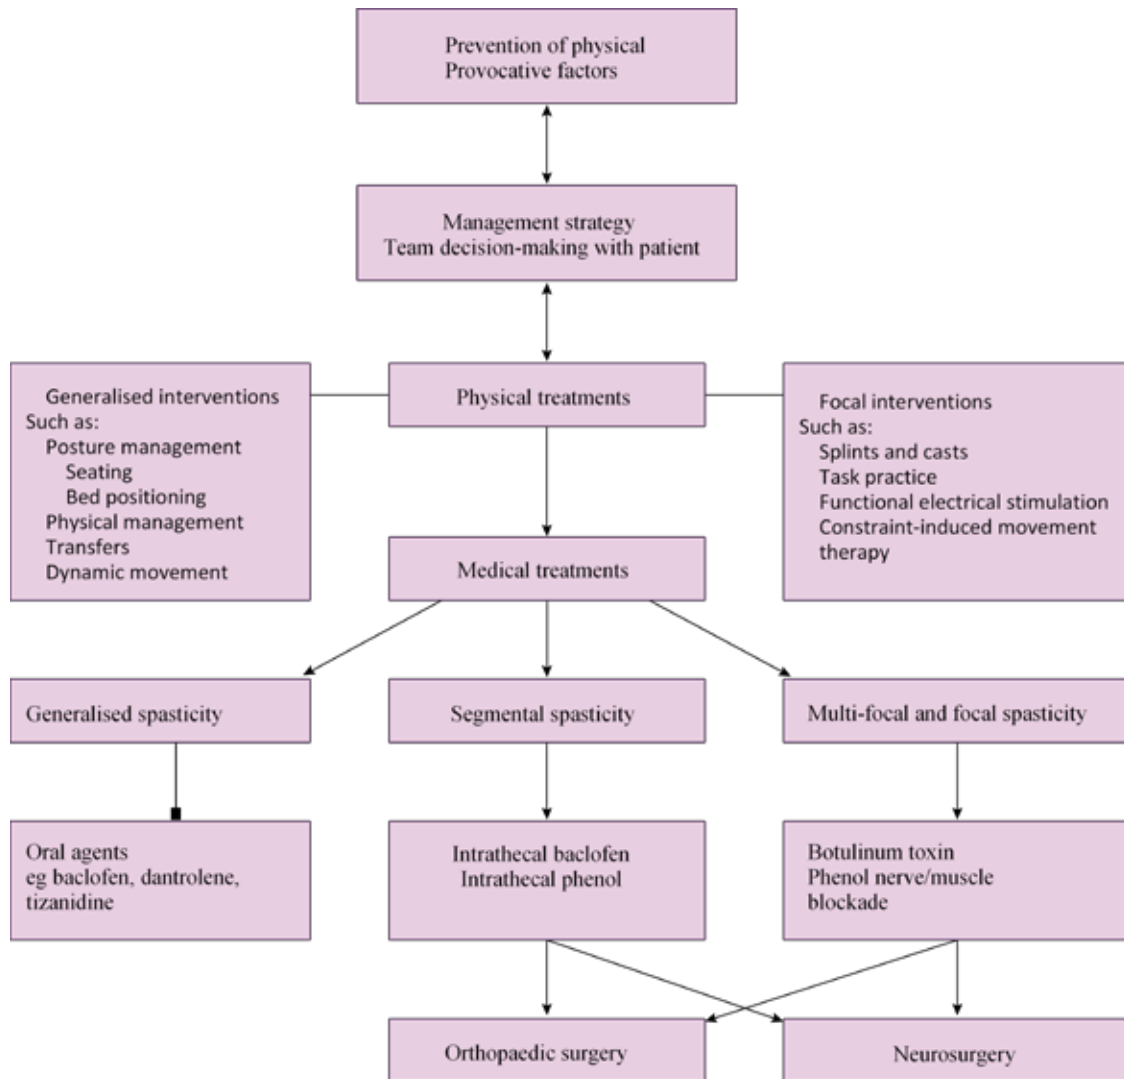 Prevention of physical
Provocative factors
Management strategy
Team decision-making with patient
Generalised interventions
Such as:
Posture management
Seating
Bed positioning
Physical management
Transfers
Dynamic movement
Physical treatments
Focal interventions
Such as:
Splints and casts
Task practice
Functional electrical stimulation
Constraint-induced movement
therapy
Medical treatments
Generalised spasticity
Segmental spasticity
Multi-focal and focal spasticity
Oral agents
eg baclofen, dantrolene,
tizanidine
Intrathecal baclofen
Intrathecal phenol
Botulinum toxin
Phenol nerve/muscle
blockade
Orthopaedic surgery
Neurosurgery